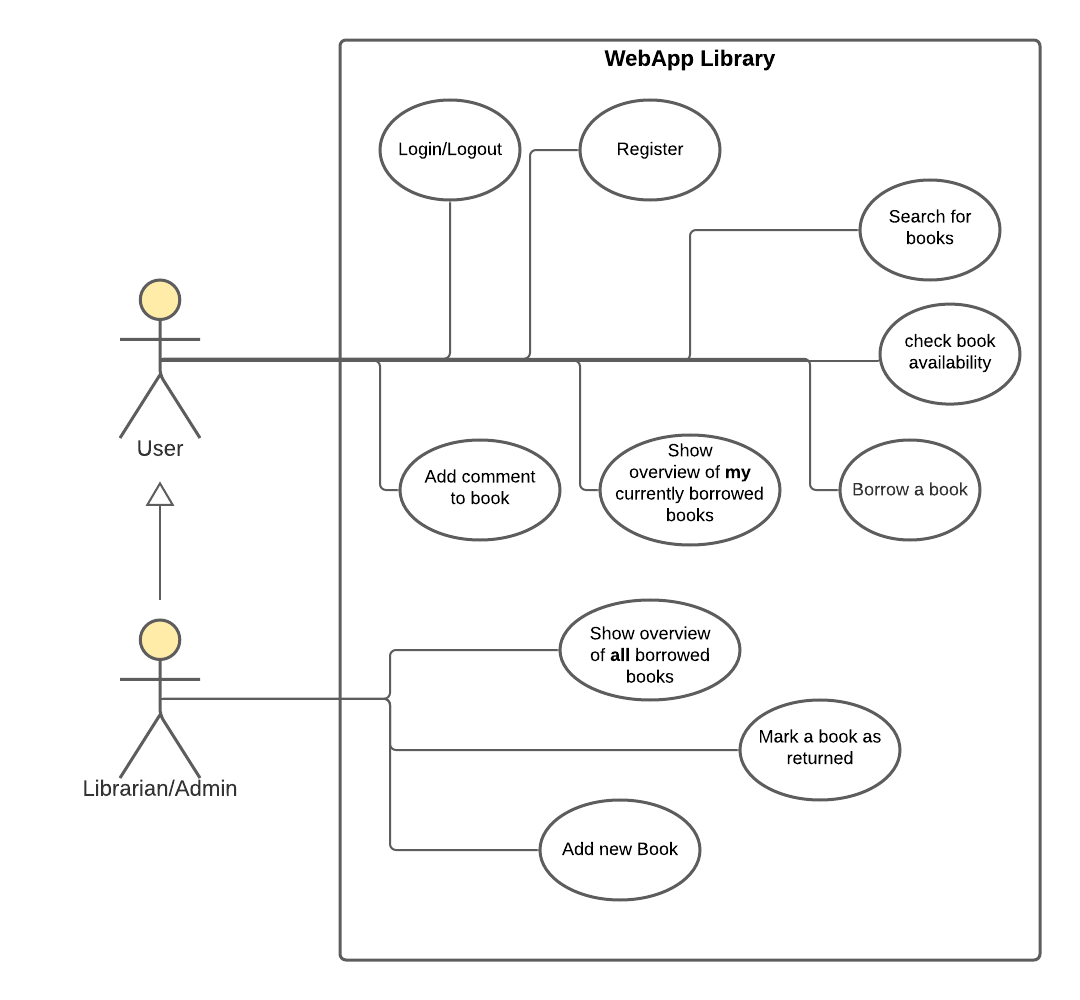 WebApp Library
Login/Logout
Register
Search for
books
check book
availability
User
Add comment
to book
Show
overview of my
currently borrowed
books
Borrow a book
Show overview
of all borrowed
books
Mark a book as
returned
Librarian/Admin
Add new Book